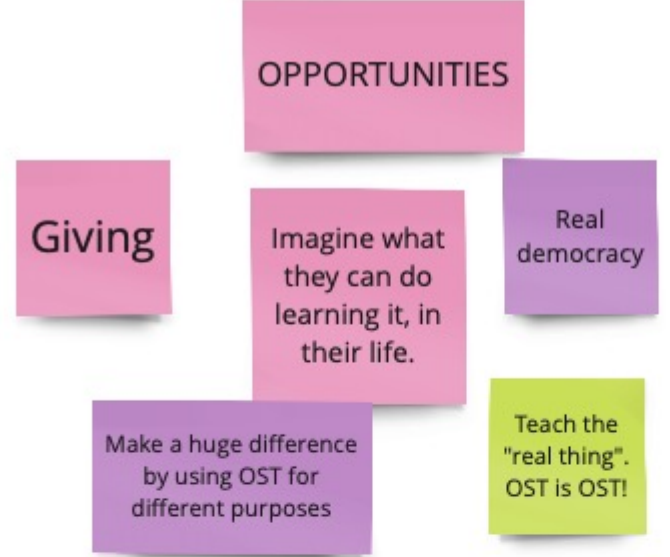 OPPORTUNITIES
Giving
Imagine what
they can do
learning it, in
their life.
Real
democracy
Make a huge difference
by using OST for
different purposes
Teach the
"real thing".
OST is OST!